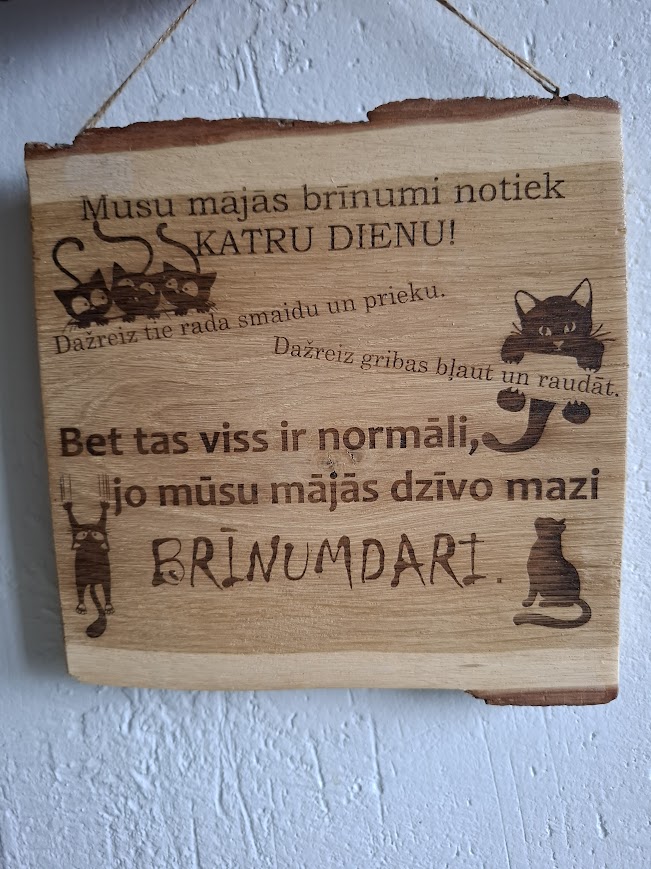 Musu mājās brīnumi notiek
KATRU DIENU!
Dažreiz tie rada smaidu un prieku.
Dažreiz gribas bļaut un raudāt.
Bet tas viss ir normāli,
jo mūsu mājās dzīvo mazi
BRĪNUMDARI.